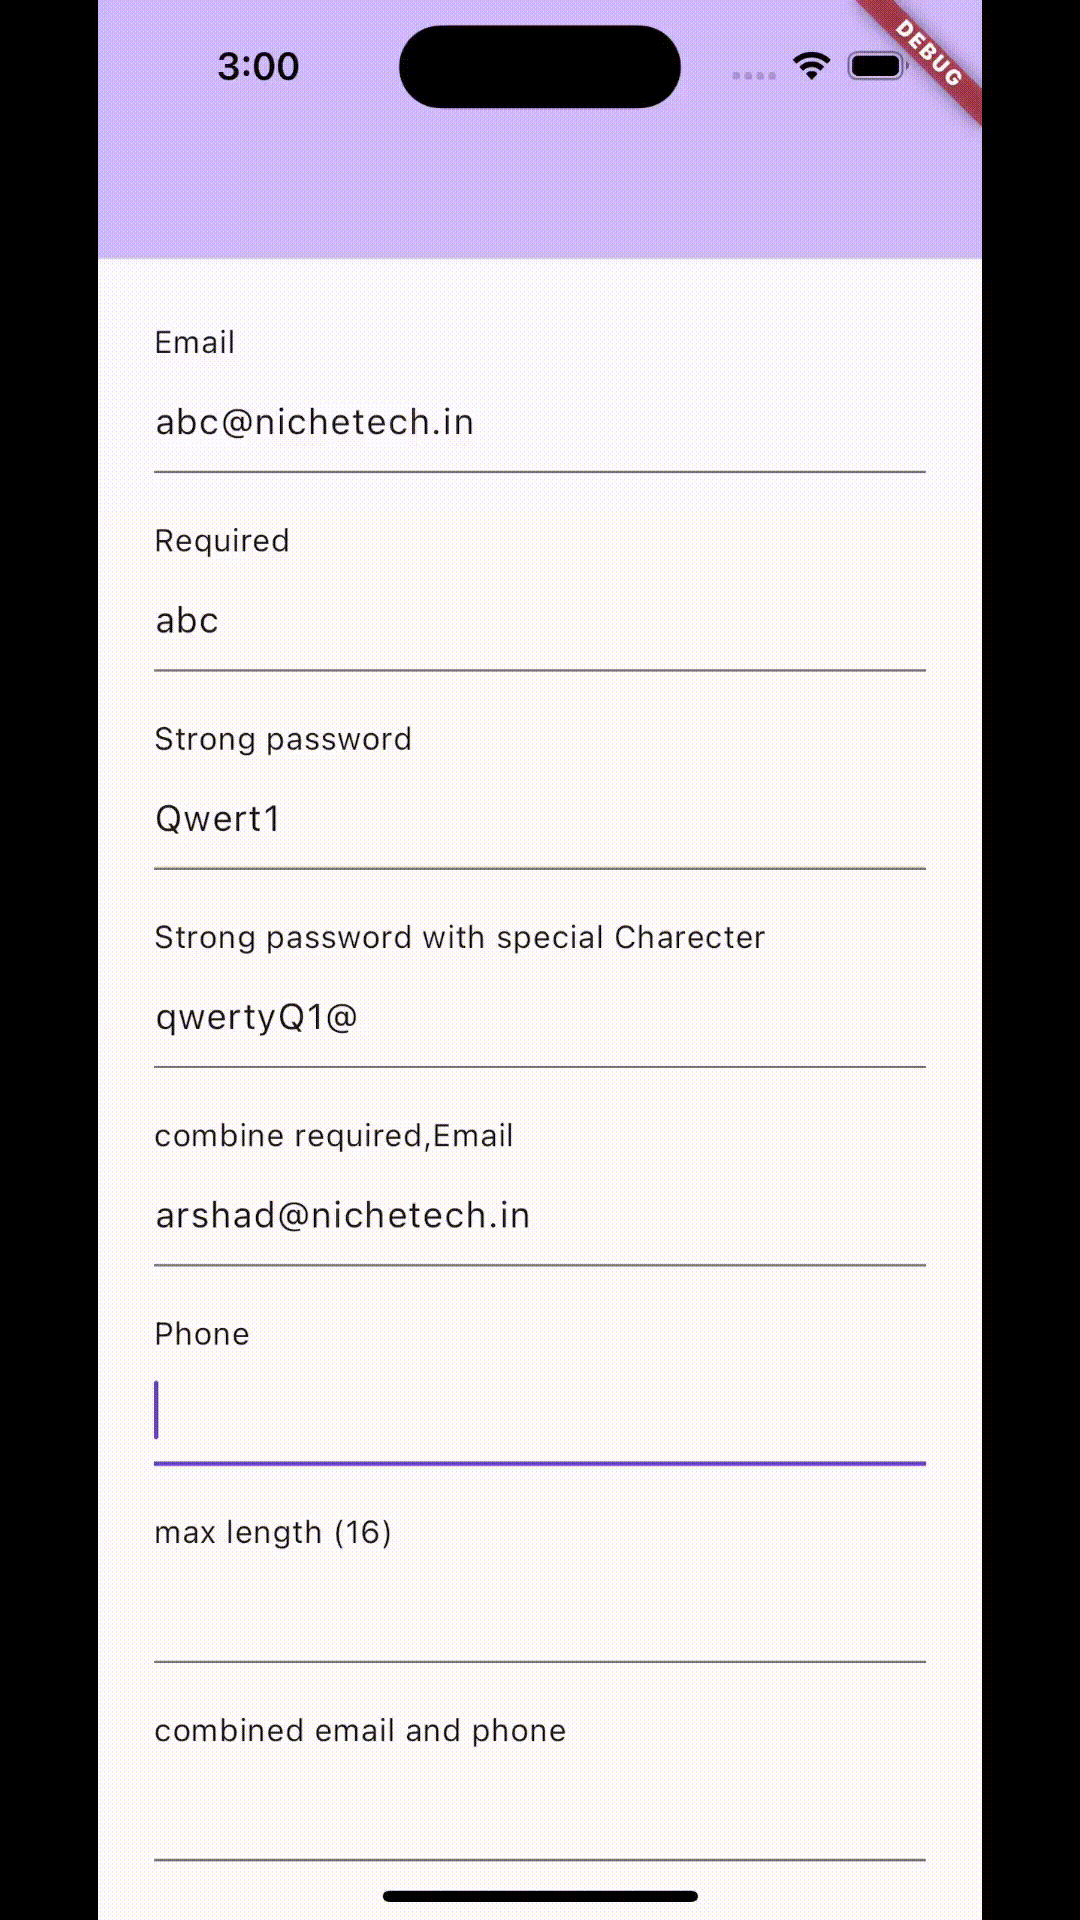 3:00
DEBUG
Email
abc@nichetech.in
Required
abc
Strong password
Qwert1
Strong password with special Charecter
qwertyQ1@
combine required,Email
arshad@nichetech.in
Phone
max length (16)
combined email and phone